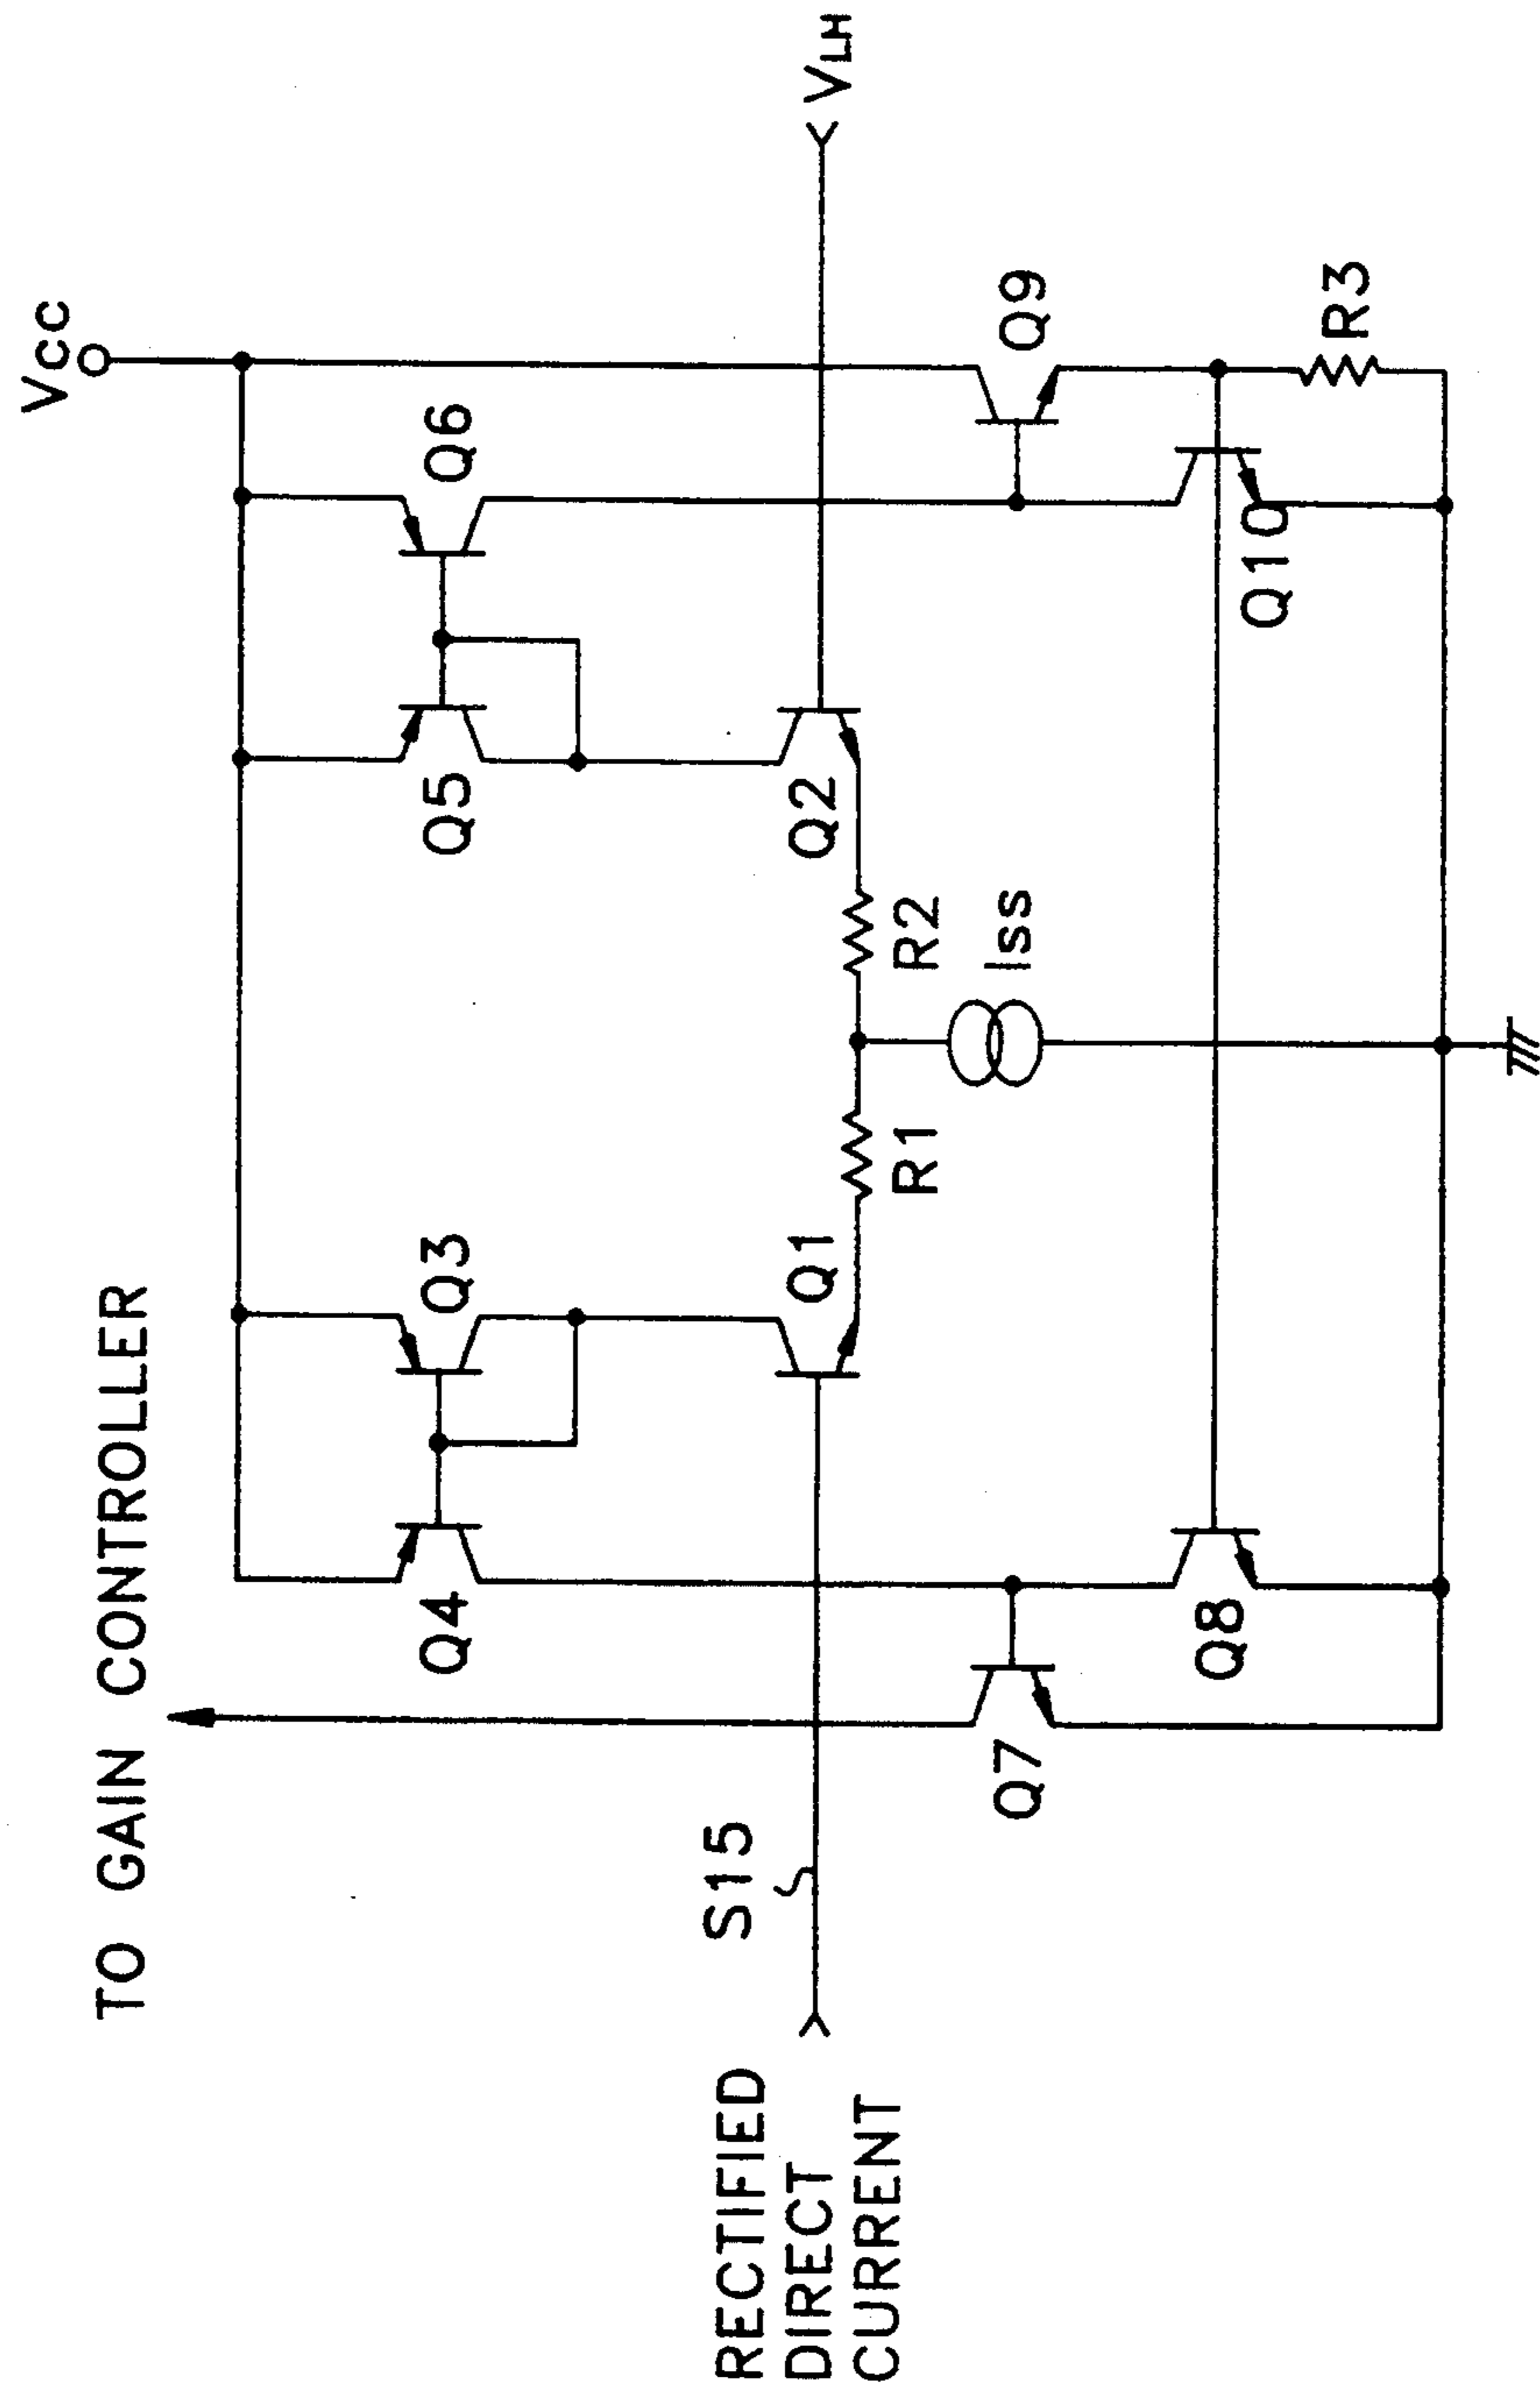 TO GAIN CONTROLLER
VCC
Q4
Q3
Q5
Q6
S15
RECTIFIED
DIRECT
CURRENT
Q1
Q2
VLH
R1
R2
Iss
Q7
Q9
Q8
Q10
R3